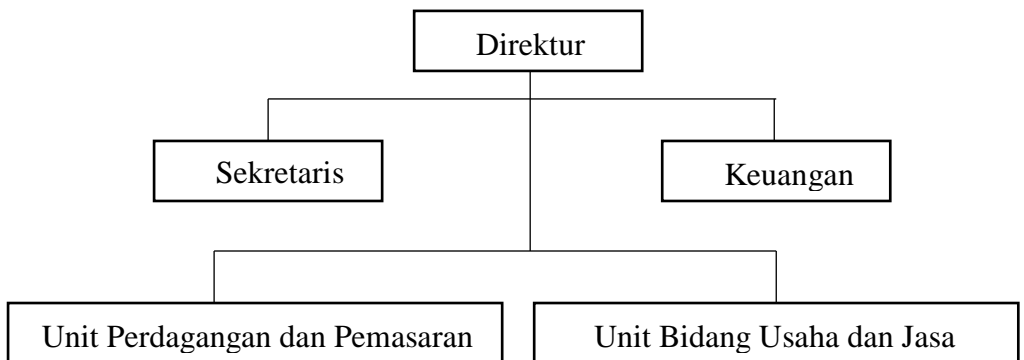 Direktur
Sekretaris
Keuangan
Unit Perdagangan dan Pemasaran
Unit Bidang Usaha dan Jasa